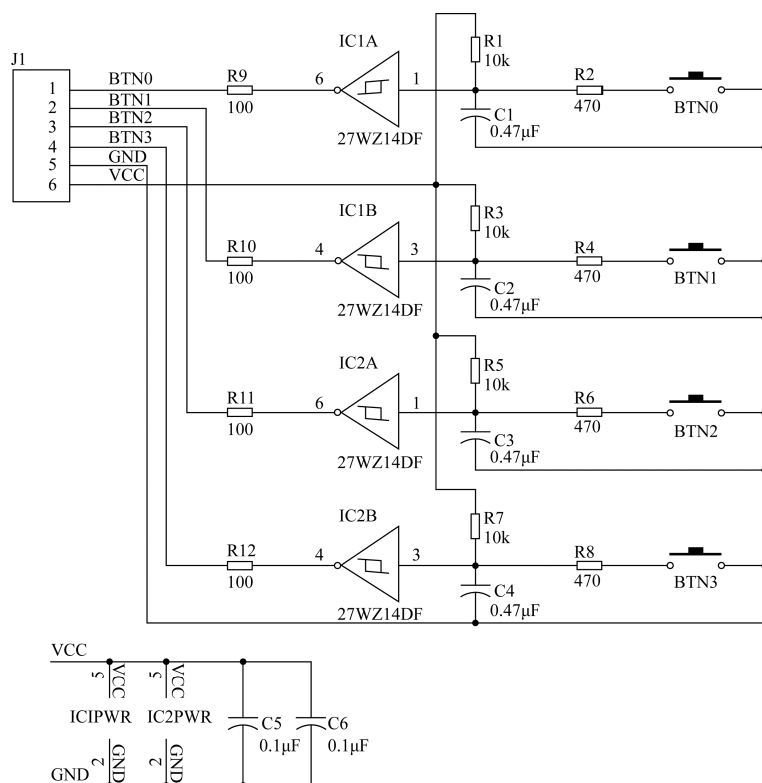 J1
1 BTN0
2 BTN1
3 BTN2
4 BTN3
5 GND
6 VCC
R9
100
6
IC1A
1
27WZ14DF
R1
10k
C1
0.47μF
R2
470
BTN0
R10
100
4
IC1B
3
27WZ14DF
R3
10k
C2
0.47μF
R4
470
BTN1
R11
100
6
IC2A
1
27WZ14DF
R5
10k
C3
0.47μF
R6
470
BTN2
R12
100
4
IC2B
3
27WZ14DF
R7
10k
C4
0.47μF
R8
470
BTN3
VCC
5 VCC
5 VCC
IC1PWR
IC2PWR
C5
0.1μF
C6
0.1μF
2 GND
2 GND
GND